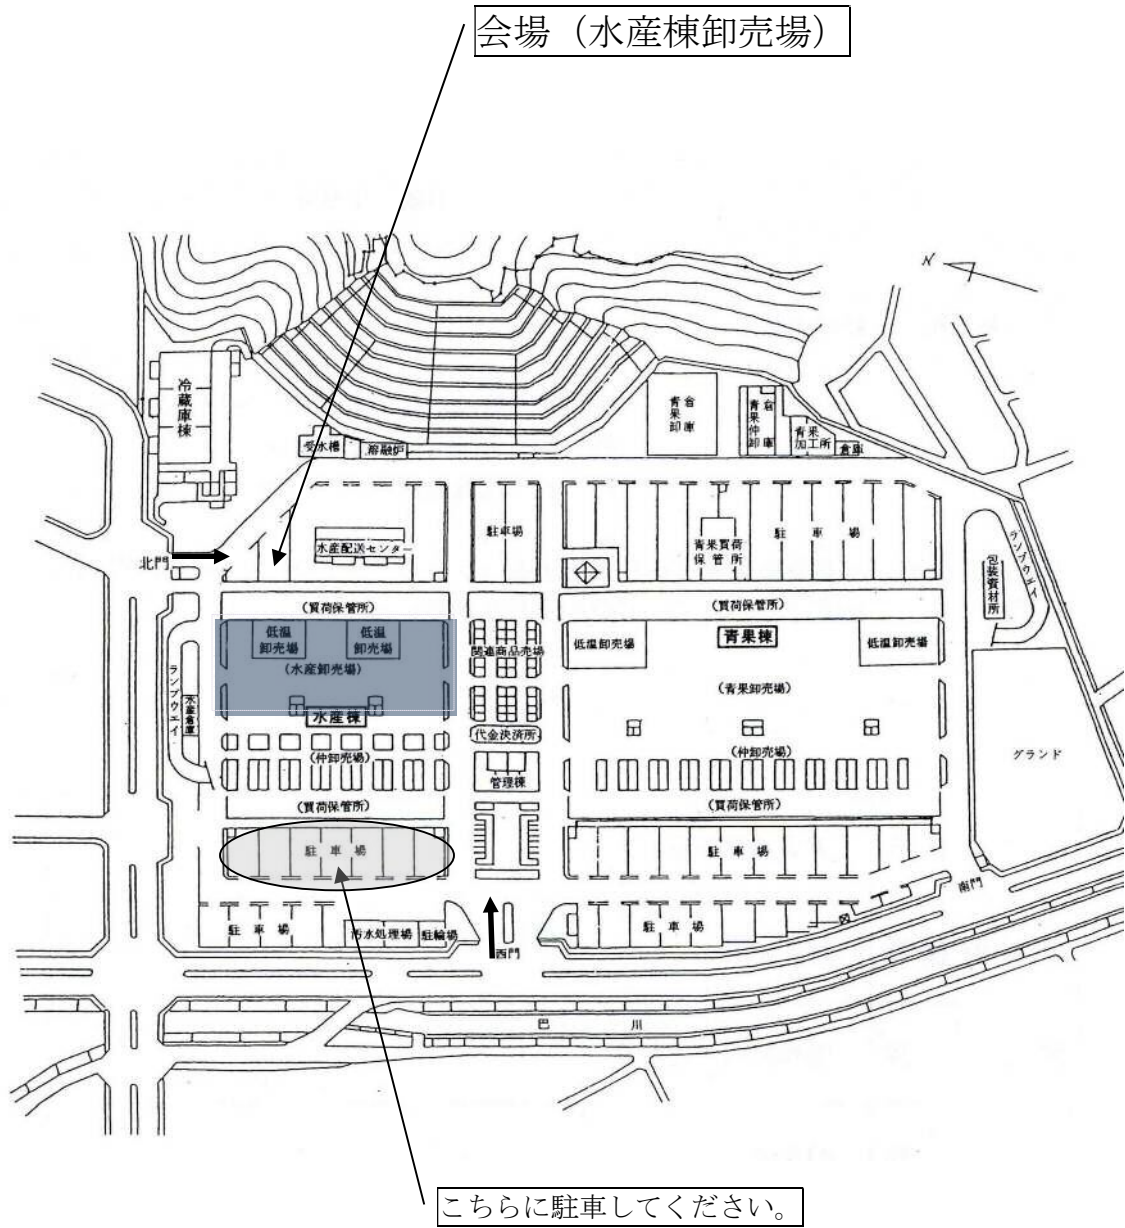 会場（水産棟卸売場）
N
冷蔵庫棟
青果卸
倉庫
青果仲卸
倉庫
青果
加工所
倉庫
受水槽
溶融炉
北門
水産配送センター
駐車場
青果買荷
保管所
駐車場
ランプウエイ
包装資材所
(買荷保管所)
(買荷保管所)
低温
卸売場
低温
卸売場
(水産卸売場)
関連商品売場
低温卸売場
青果棟
低温卸売場
ランプウエイ
水産倉庫
水産棟
(青果卸売場)
代金決済所
(仲卸売場)
管理棟
(仲卸売場)
グランド
(買荷保管所)
(買荷保管所)
駐車場
駐車場
南門
駐車場
汚水処理場
駐輪場
西門
駐車場
巴川
こちらに駐車してください。